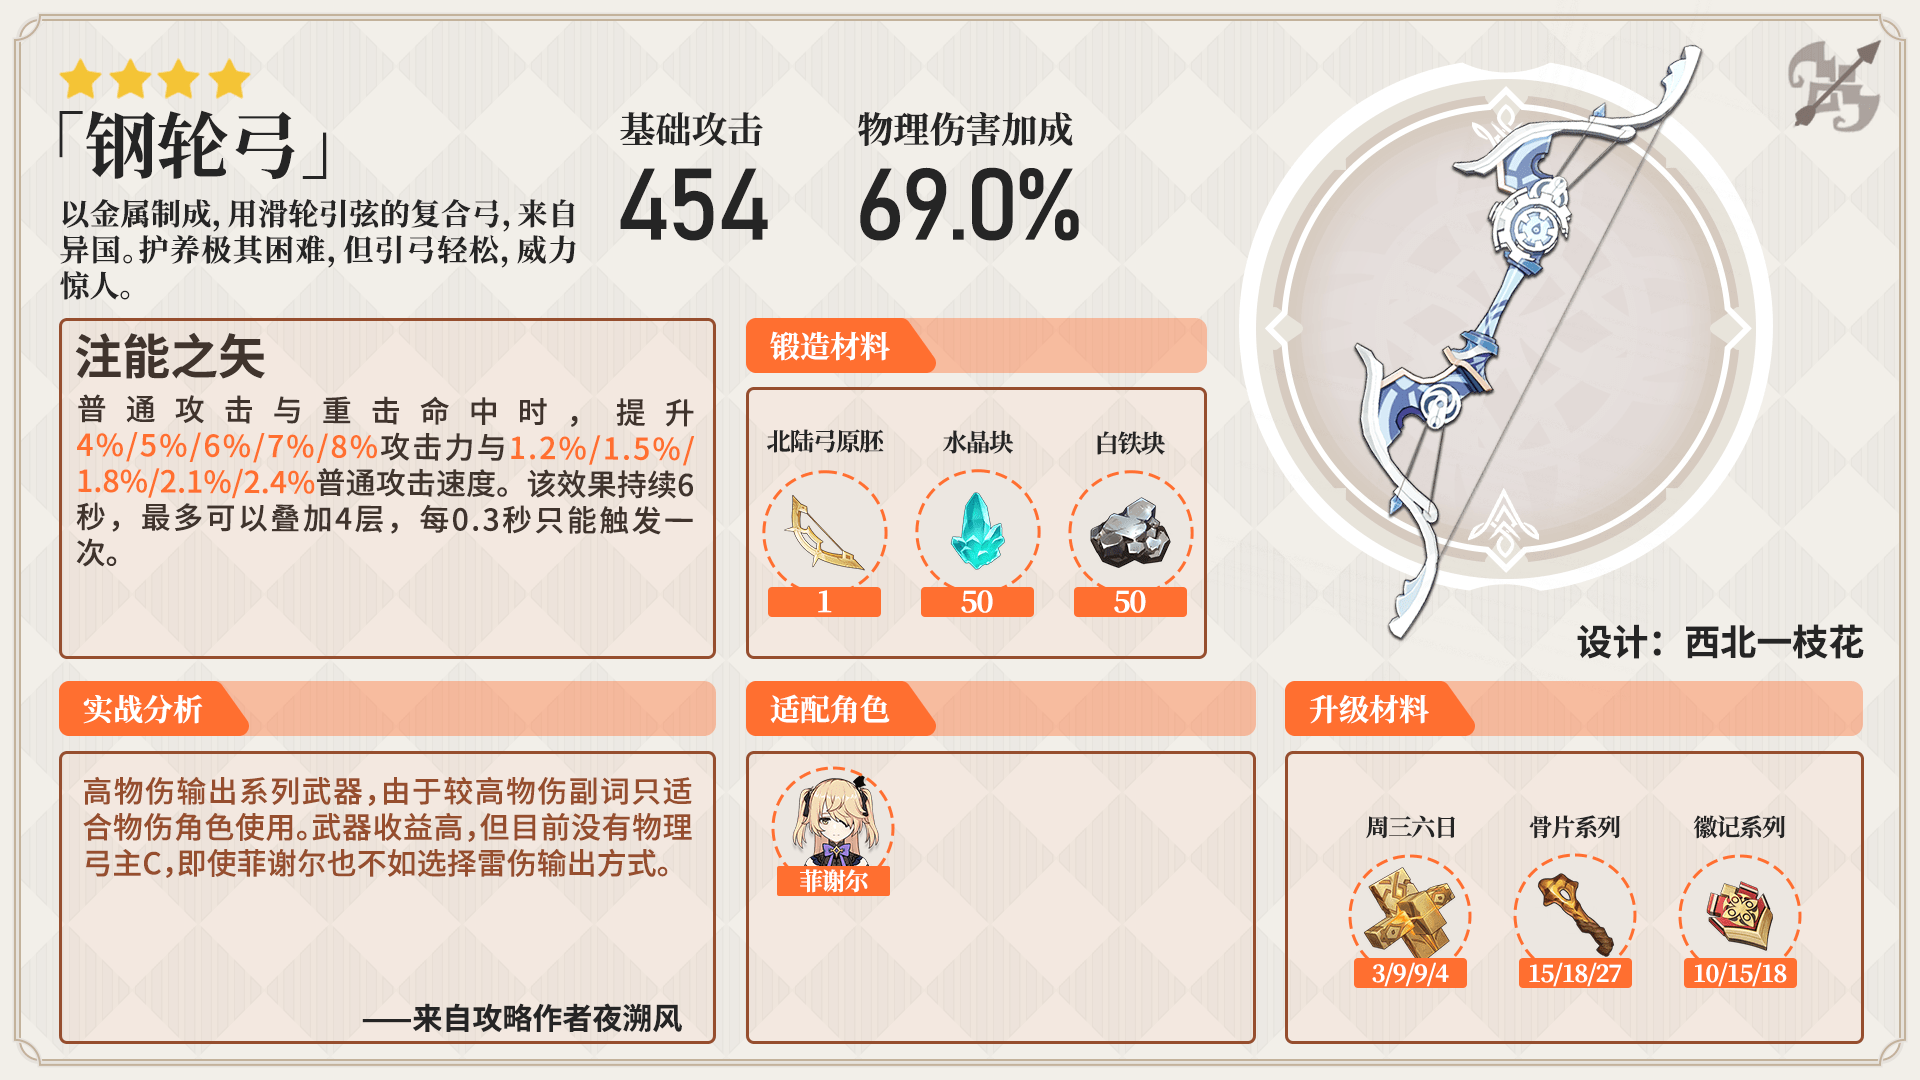 「钢轮弓」
以金属制成，用滑轮引弦的复合弓，来自
异国。护养极其困难，但引弓轻松，威力
惊人。
基础攻击
454
物理伤害加成
69.0%
弓
注能之矢
普通攻击与重击命中时，提升
4%/5%/6%/7%/8%攻击力与1.2%/1.5%/
1.8%/2.1%/2.4%普通攻击速度。该效果持续6
秒，最多可以叠加4层，每0.3秒只能触发一
次。
锻造材料
北陆弓原胚
水晶块
白铁块
1
50
50
设计：西北一枝花
实战分析
高物伤输出系列武器，由于较高物伤副词只适
合物伤角色使用。武器收益高，但目前没有物理
弓主C，即使菲谢尔也不如选择雷伤输出方式。
——来自攻略作者夜溯风
适配角色
菲谢尔
升级材料
周三六日
骨片系列
徽记系列
3/9/9/4
15/18/27
10/15/18